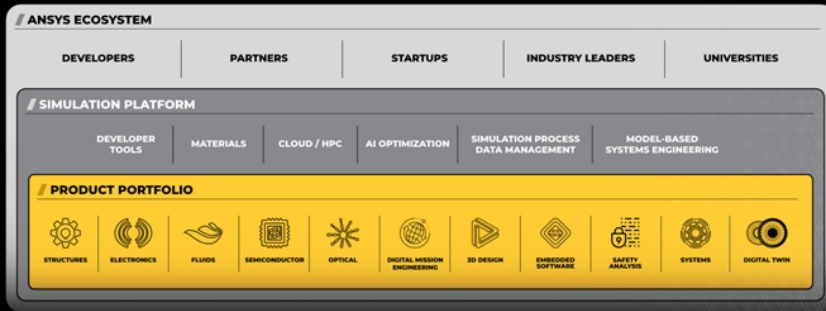 ANSYS ECOSYSTEM
DEVELOPERS
PARTNERS
STARTUPS
INDUSTRY LEADERS
UNIVERSITIES
SIMULATION PLATFORM
DEVELOPER
TOOLS
MATERIALS
CLOUD / HPC
AI OPTIMIZATION
SIMULATION PROCESS
DATA MANAGEMENT
MODEL-BASED
SYSTEMS ENGINEERING
PRODUCT PORTFOLIO
STRUCTURES
ELECTRONICS
FLUIDS
SEMICONDUCTOR
OPTICAL
DIGITAL MISSION
ENGINEERING
3D DESIGN
EMBEDDED
SOFTWARE
SAFETY
ANALYSIS
SYSTEMS
DIGITAL TWIN